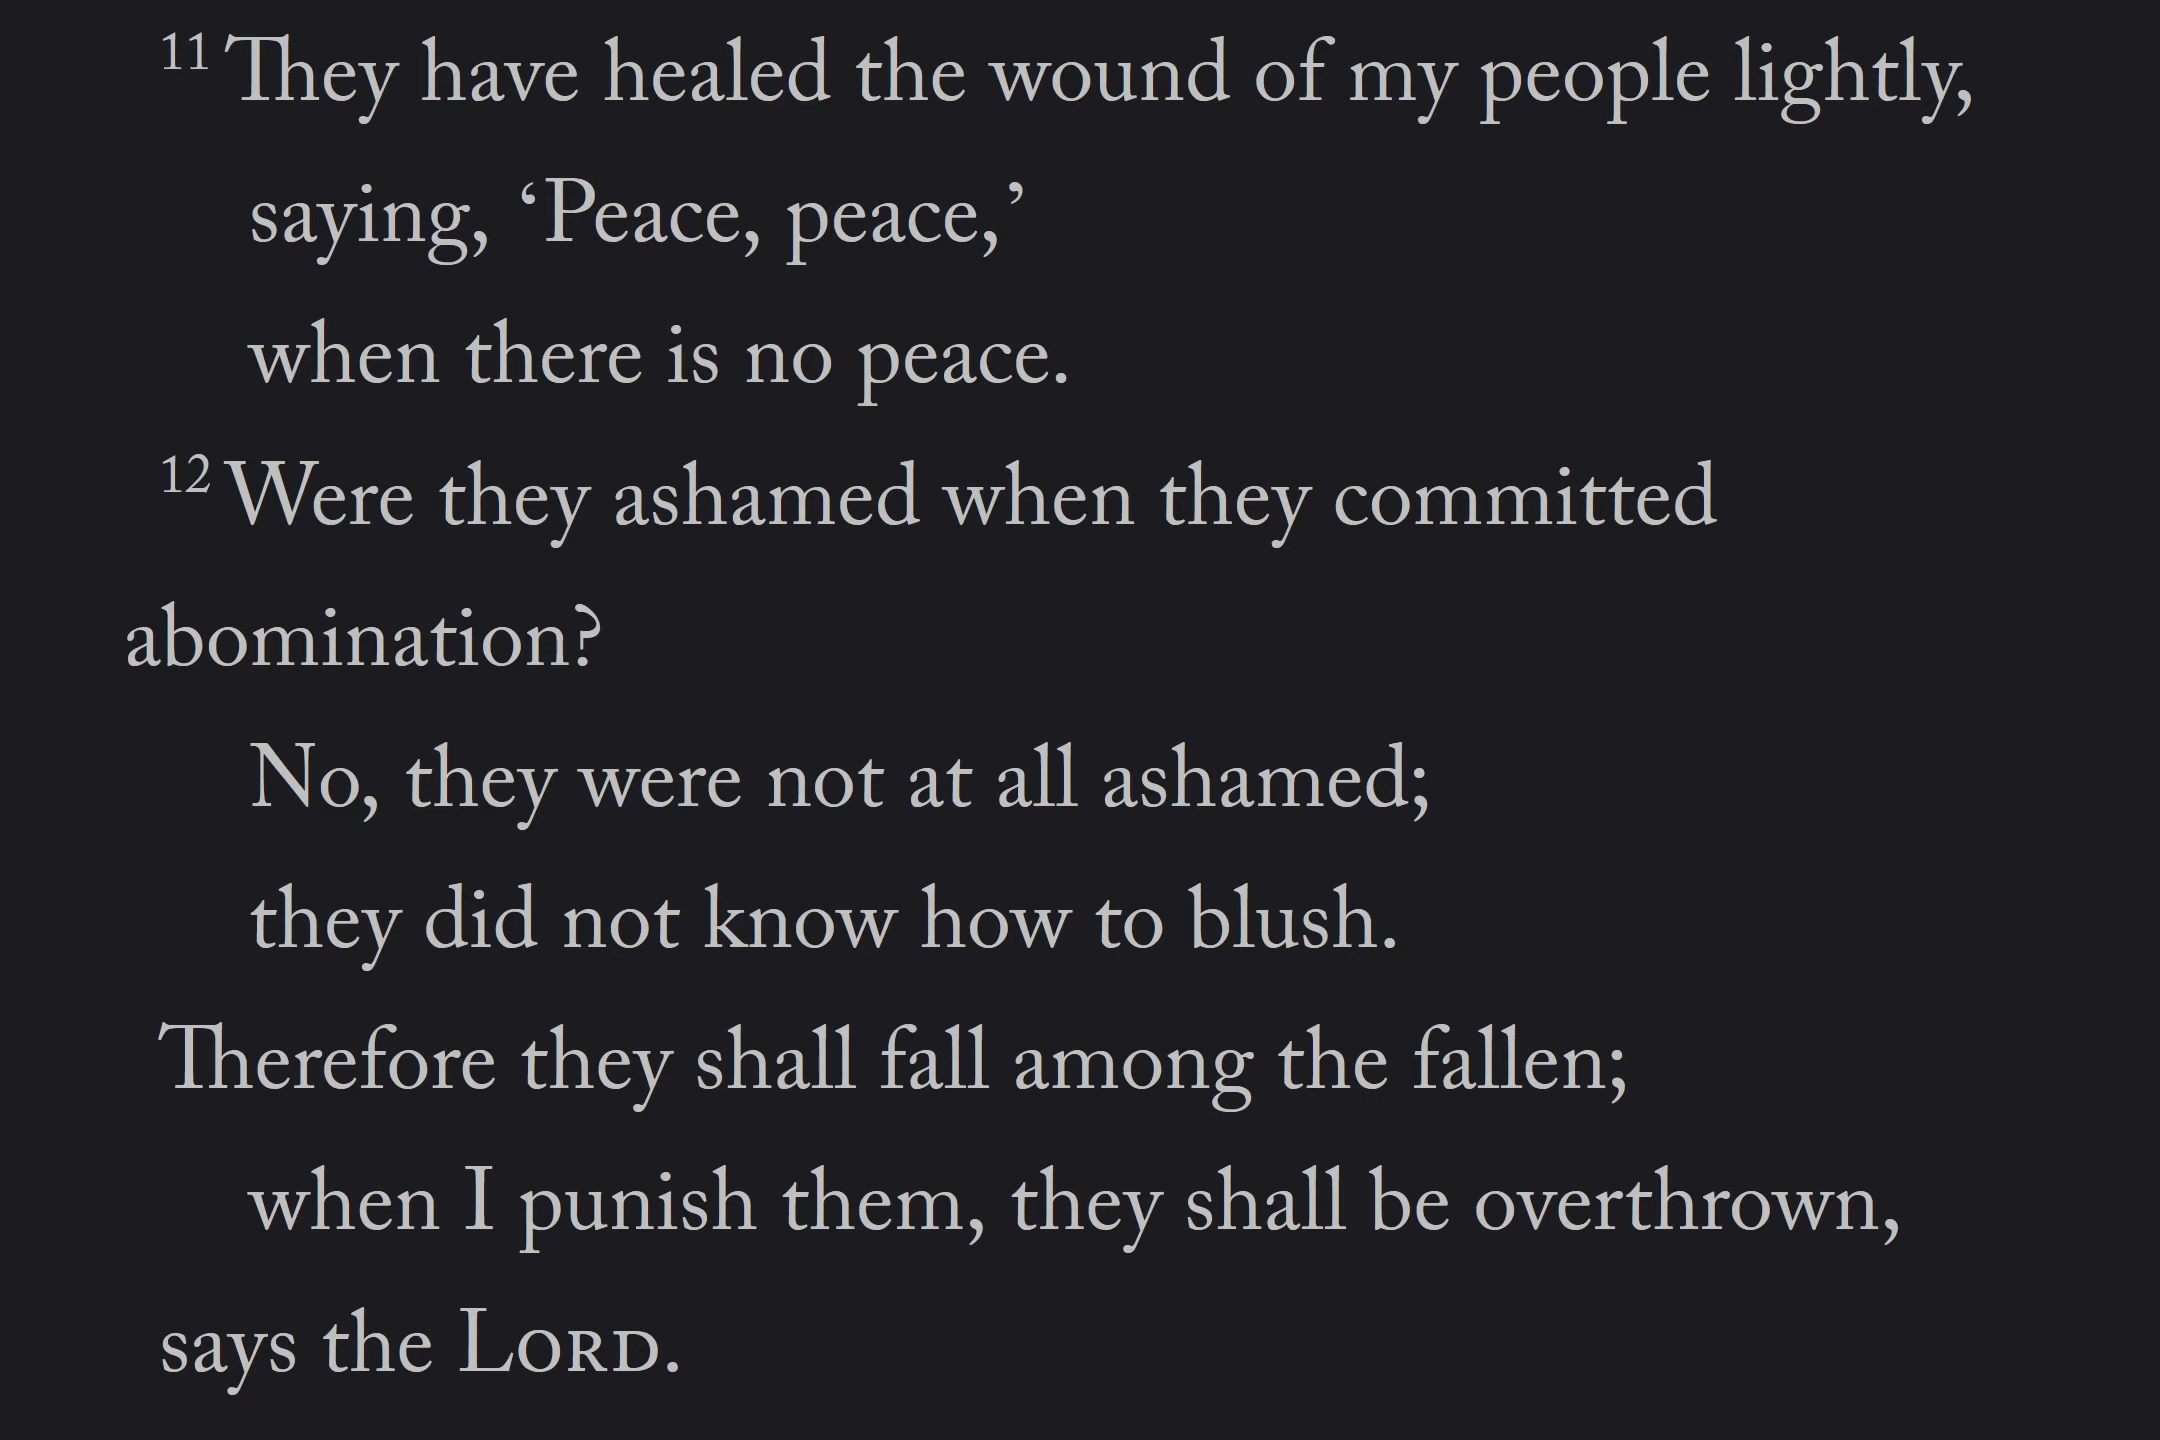 11 They have healed the wound of my people lightly,
saying, ‘Peace, peace,’
when there is no peace.
12 Were they ashamed when they committed
abomination?
No, they were not at all ashamed;
they did not know how to blush.
Therefore they shall fall among the fallen;
when I punish them, they shall be overthrown,
says the LORD.